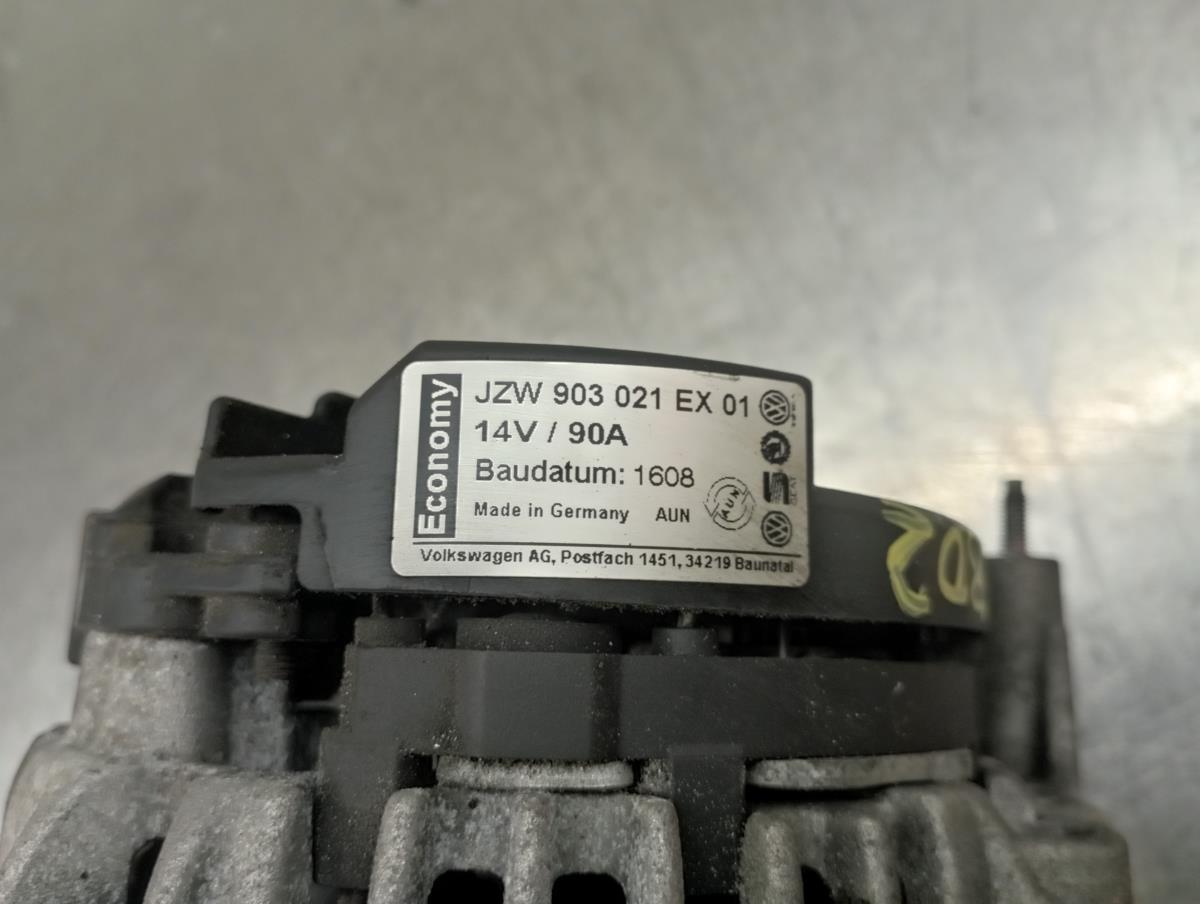 Economy
JZW 903 021 EX 01
14V / 90A
Baudatum: 1608
Made in Germany AUN
AUN
SEAT
Volkswagen AG, Postfach 1451, 34219 Baunatal